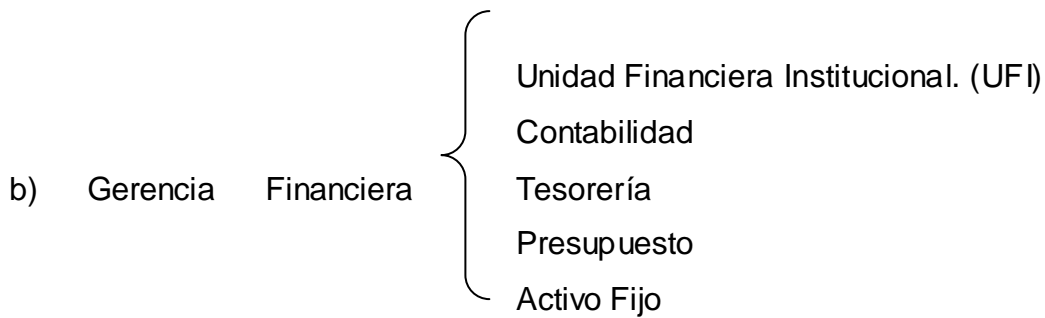 Unidad Financiera Institucional. (UFI)
Contabilidad
b) Gerencia Financiera Tesorería
Presupuesto
Activo Fijo